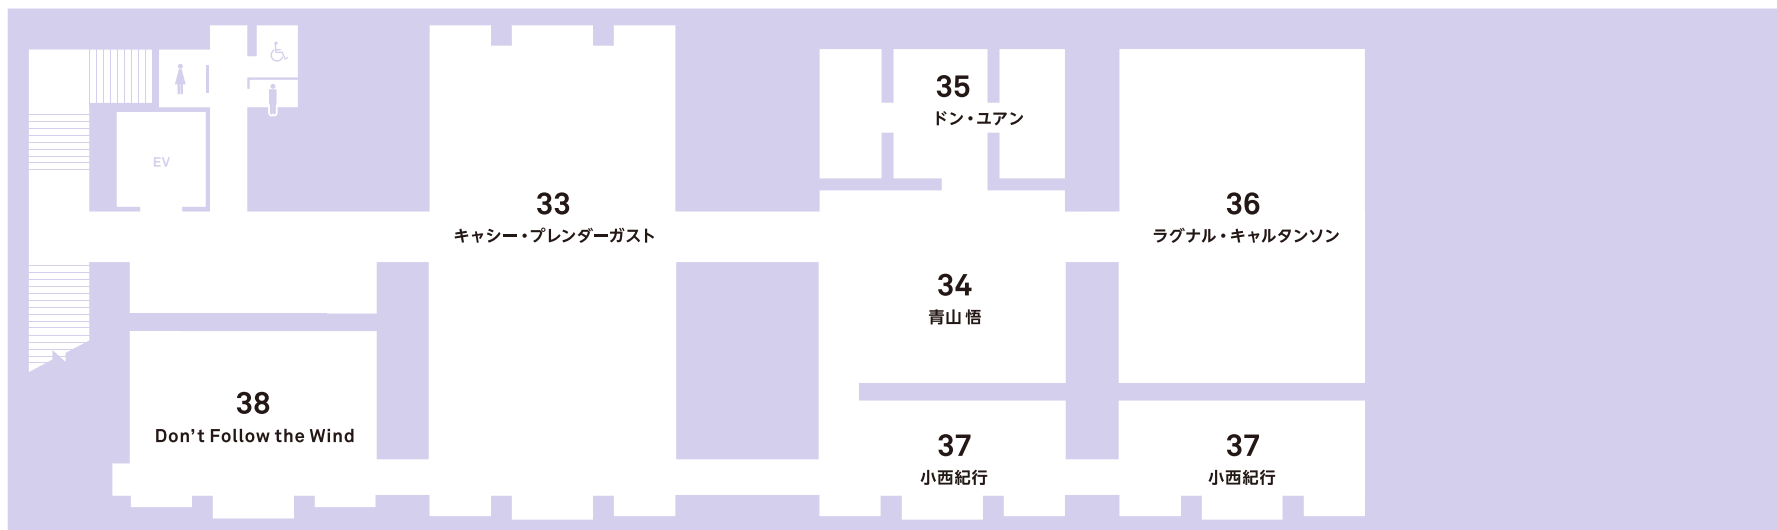 EV
33
キャシー・プレンダーガスト
35
ドン・ユアン
34
青山 悟
36
ラグナル・キャルタンソン
38
Don't Follow the Wind
37
小西紀行
37
小西紀行